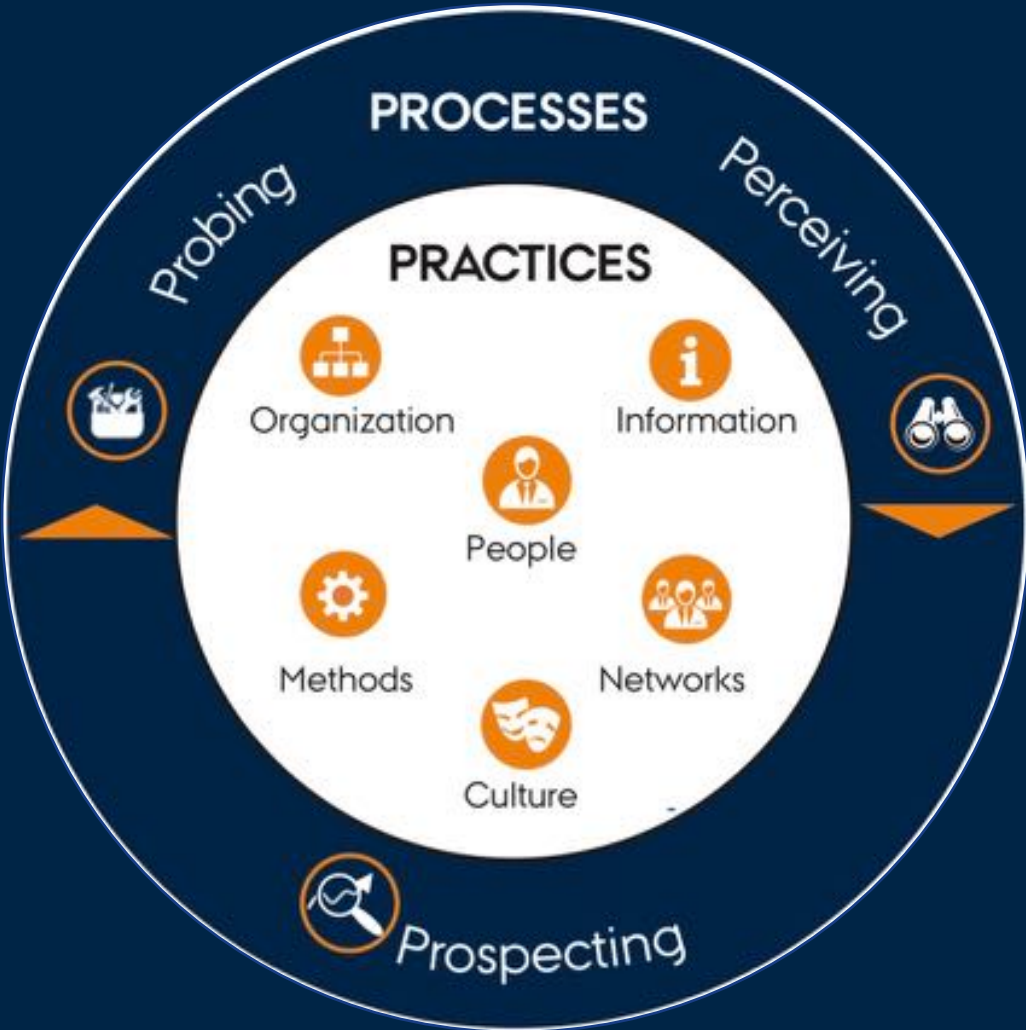 PROCESSES
Probing
Perceiving
PRACTICES
Organization
Information
People
Methods
Networks
Culture
Prospecting